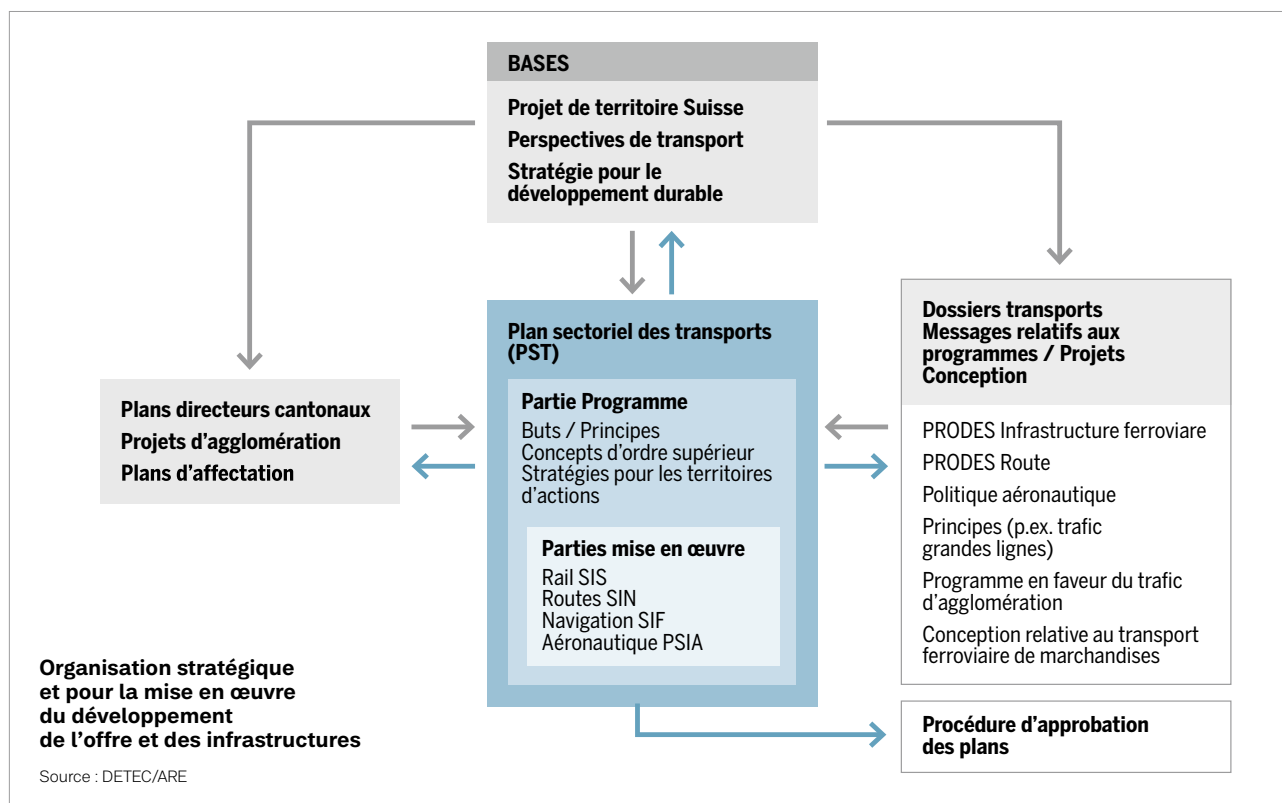 BASES
Projet de territoire Suisse
Perspectives de transport
Stratégie pour le
développement durable
Plans directeurs cantonaux
Projets d'agglomération
Plans d'affectation
Plan sectoriel des transports
(PST)
Partie Programme
Buts / Principes
Concepts d'ordre supérieur
Stratégies pour les territoires
d'actions
Parties mise en œuvre
Rail SIS
Routes SIN
Navigation SIF
Aéronautique PSIA
Dossiers transports
Messages relatifs aux
programmes / Projets
Conception
PRODES Infrastructure ferroviare
PRODES Route
Politique aéronautique
Principes (p.ex. trafic
grandes lignes)
Programme en faveur du trafic
d'agglomération
Conception relative au transport
ferroviaire de marchandises
Procédure d'approbation
des plans
Organisation stratégique
et pour la mise en œuvre
du développement
de l'offre et des infrastructures
Source : DETEC/ARE